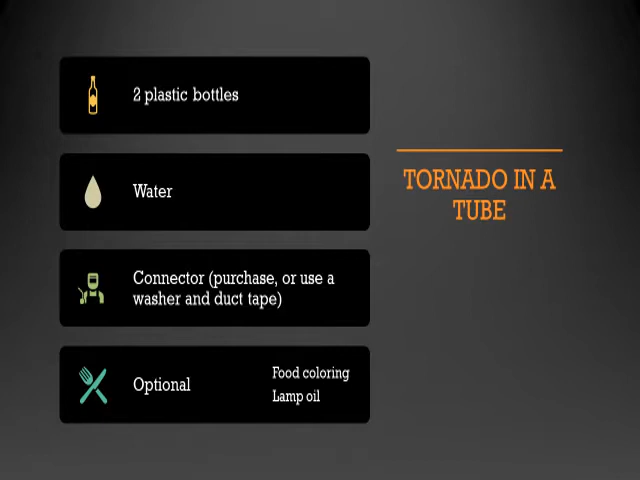 2 plastic bottles
Water
Connector (purchase, or use a
washer and duct tape)
Optional
Food coloring
Lamp oil
TORNADO IN A
TUBE